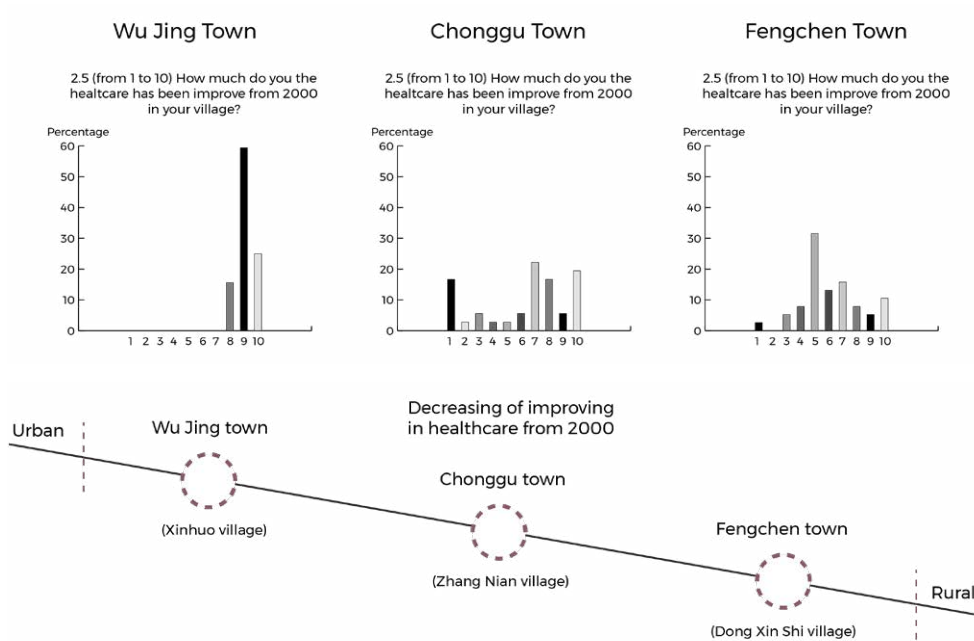 Wu Jing Town
2.5 (from 1 to 10) How much do you the
healtcare has been improve from 2000
in your village?
Percentage
60
50
40
30
20
10
0
1 2 3 4 5 6 7 8 9 10
Chonggu Town
2.5 (from 1 to 10) How much do you the
healtcare has been improve from 2000
in your village?
Percentage
60
50
40
30
20
10
0
1 2 3 4 5 6 7 8 9 10
Fengchen Town
2.5 (from 1 to 10) How much do you the
healtcare has been improve from 2000
in your village?
Percentage
60
50
40
30
20
10
0
1 2 3 4 5 6 7 8 9 10
Urban
Wu Jing town
(Xinhuo village)
Decreasing of improving
in healthcare from 2000
Chonggu town
(Zhang Nian village)
Fengchen town
(Dong Xin Shi village)
Rural